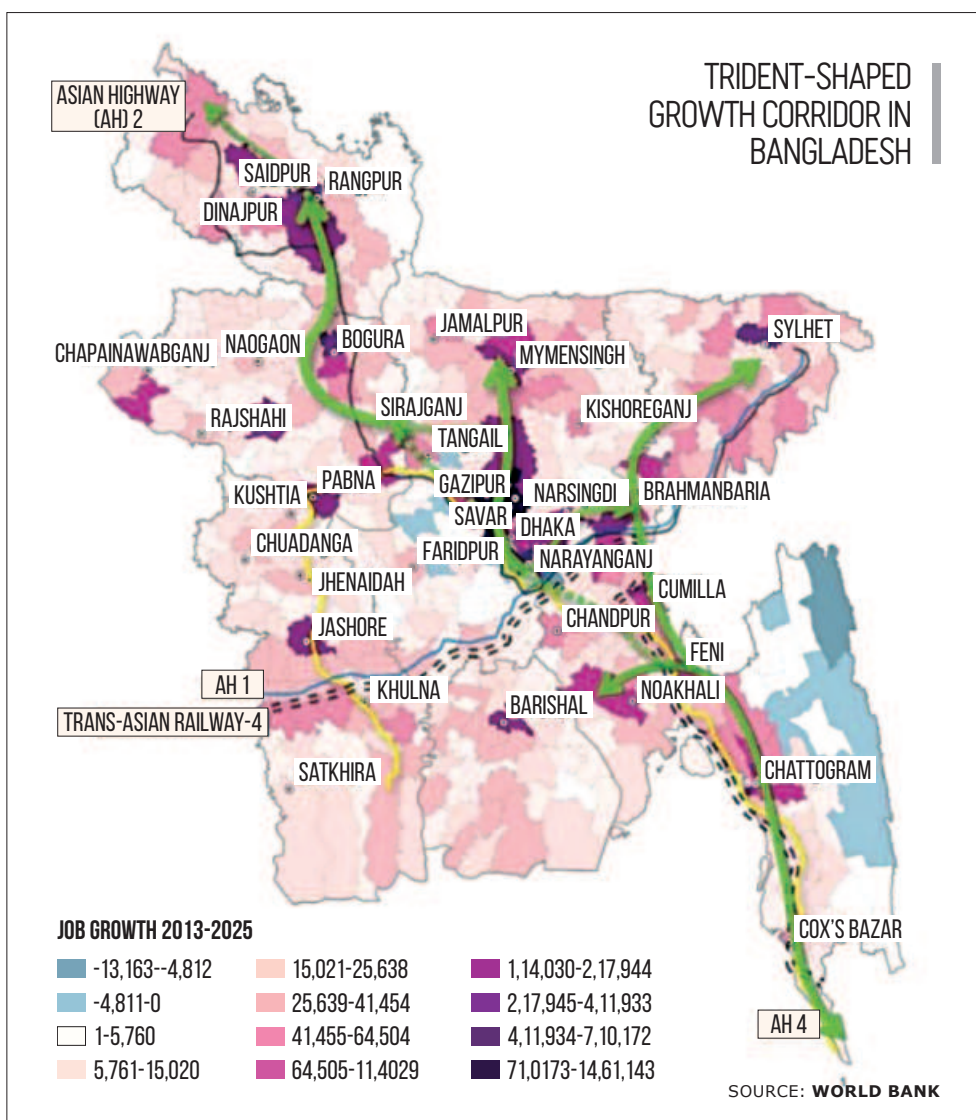 TRIDENT-SHAPED
GROWTH CORRIDOR IN
BANGLADESH
ASIAN HIGHWAY
(AH) 2
SAIDPUR
RANGPUR
DINAJPUR
JAMALPUR
SYLHET
CHAPAINAWABGANJ
NAOGAON
BOGURA
MYMENSINGH
RAJSHAHI
SIRAJGANJ
KISHOREGANJ
TANGAIL
PABNA
GAZIPUR
KUSHTIA
NARSINGDI
BRAHMANBARIA
SAVAR
DHAKA
CHUADANGA
FARIDPUR
NARAYANGANJ
JHENAIDAH
CUMILLA
CHANDPUR
JASHORE
FENI
AH 1
KHULNA
NOAKHALI
BARISHAL
TRANS-ASIAN RAILWAY-4
SATKHIRA
CHATTOGRAM
COX'S BAZAR
AH 4
JOB GROWTH 2013-2025
-13,163--4,812
-4,811-0
1-5,760
5,761-15,020
15,021-25,638
25,639-41,454
41,455-64,504
64,505-11,4029
1,14,030-2,17,944
2,17,945-4,11,933
4,11,934-7,10,172
71,0173-14,61,143
SOURCE: WORLD BANK